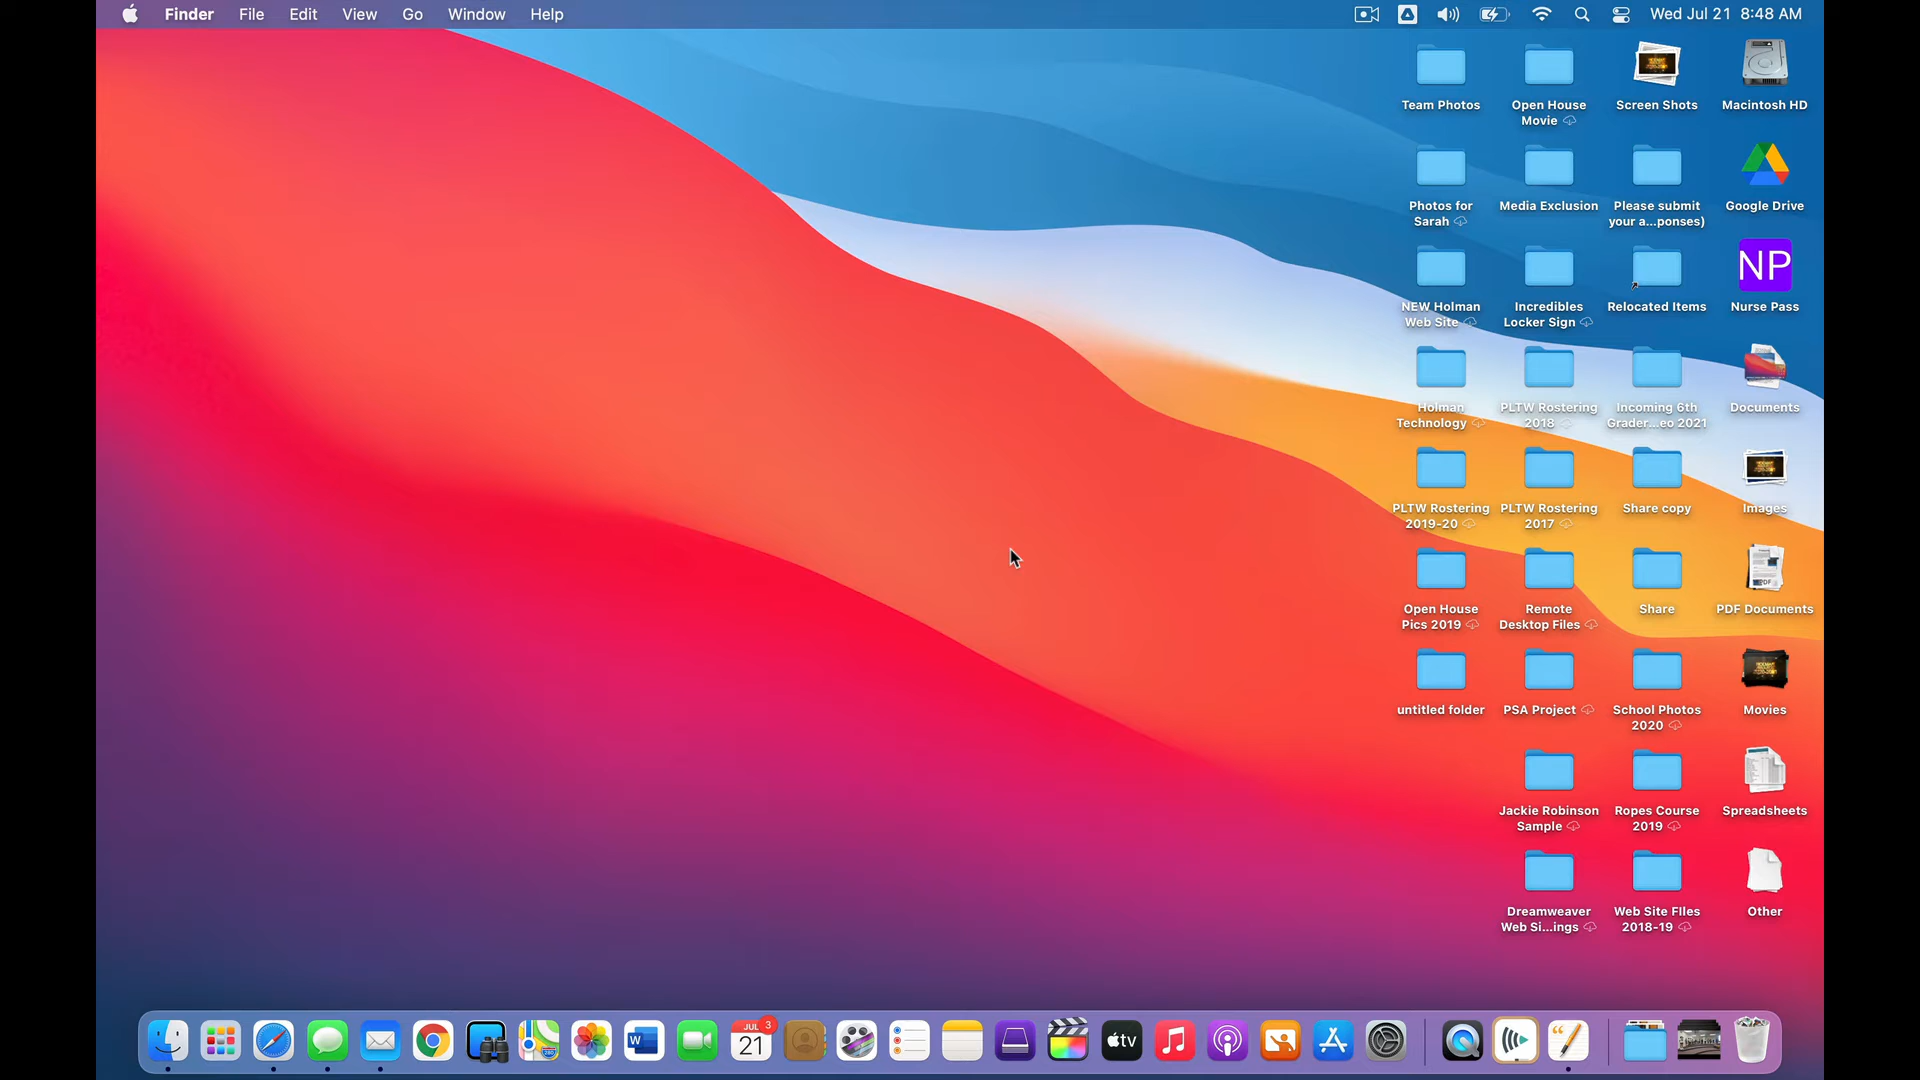 Finder File Edit View Go Window Help Wed Jul 21 8:48 AM
Team Photos
Open House
Movie
Screen Shots
Macintosh HD
Photos for
Sarah
Media Exclusion
Please submit
your a...ponses)
Google Drive
NP
NEW Holman
Web Site
Incredibles
Locker Sign
Relocated Items
Nurse Pass
Holman
Technology
PLTW Rostering
2018
Incoming 6th
Grader...eo 2021
Documents
PLTW Rostering
2019-20
PLTW Rostering
2017
Share copy
Images
PDF
Open House
Pics 2019
Remote
Desktop Files
Share
PDF Documents
untitled folder
PSA Project
School Photos
2020
Movies
Jackie Robinson
Sample
Ropes Course
2019
Spreadsheets
Dreamweaver
Web Si...ings
Web Site FIles
2018-19
Other
W
JUL
3
21
tv